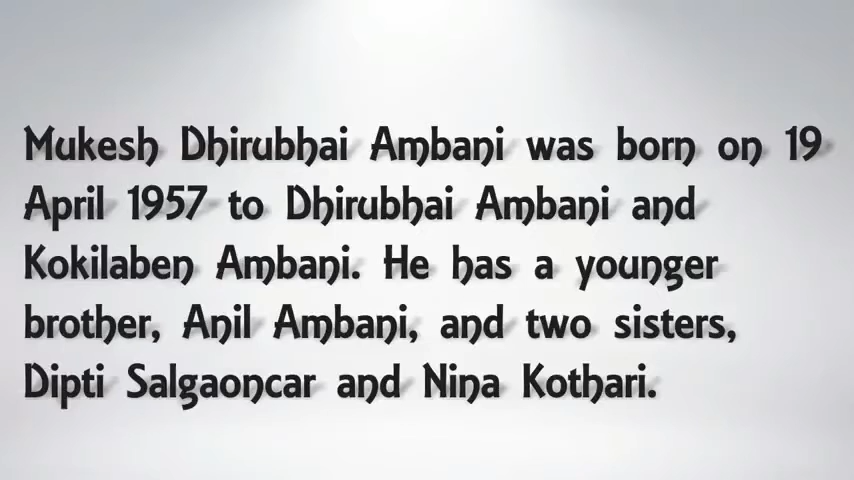 Mukesh Dhirubhai Ambani was born on 19
April 1957 to Dhirubhai Ambani and
Kokilaben Ambani. He has a younger
brother, Anil Ambani, and two sisters,
Dipti Salgaoncar and Nina Kothari.